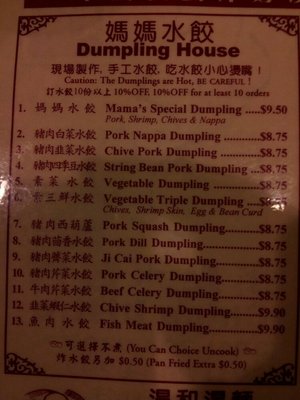 媽媽水餃
Dumpling House
現場製作, 手工水餃, 吃水餃小心燙嘴!
Caution: The Dumplings are Hot, BE CAREFUL !
訂水餃10份以上 10%OFF, 10%OFF for at least 10 orders
1. 媽媽水餃 Mama's Special Dumpling .....$9.50
Pork, Shrimp, Chives & Nappa
2. 豬肉白菜水餃 Pork Nappa Dumpling..................$8.75
3. 豬肉韭菜水餃 Chive Pork Dumpling..................$8.75
4. 豬肉四季豆水餃 String Bean Pork Dumpling........$8.75
5. 素菜水餃 Vegetable Dumpling ....................$8.75
6. 素三鮮水餃 Vegetable Triple Dumpling .........$8.75
Chives, Shrimp Skin, Egg & Bean Curd
7. 豬肉西葫蘆 Pork Squash Dumpling................$8.75
8. 豬肉茴香水餃 Pork Dill Dumpling......................$8.75
9. 豬肉薺菜水餃 Ji Cai Pork Dumpling..................$8.75
10. 豬肉芹菜水餃 Pork Celery Dumpling.................$8.75
11. 牛肉芹菜水餃 Beef Celery Dumpling.................$8.75
12. 韭菜蝦仁水餃 Chive Shrimp Dumpling.............$9.90
13. 魚肉水餃 Fish Meat Dumpling....................$9.90
可選擇不煮 (You Can Choice Uncook)
炸水餃另加 $0.50 (Pan Fried Extra $0.50)